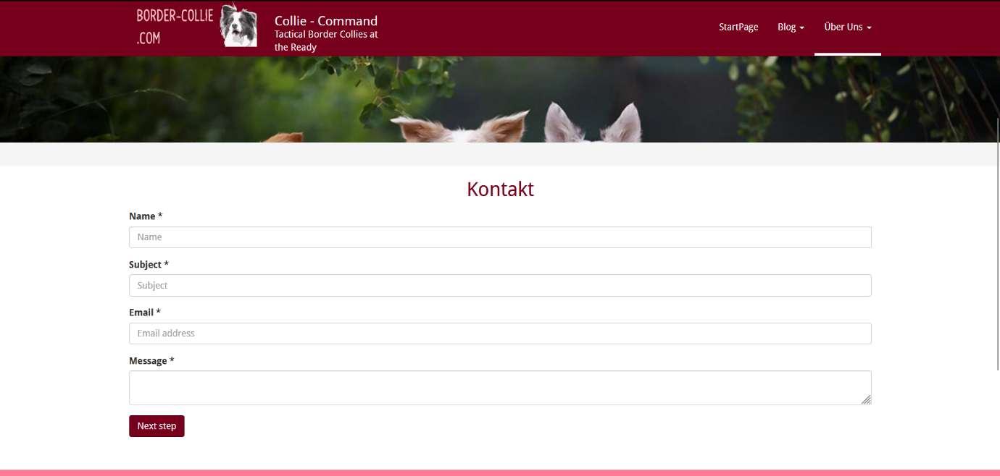 BORDER-COLLIE
.COM
Collie - Command
Tactical Border Collies at
the Ready
StartPage
Blog
Über Uns
Kontakt
Name *
Name
Subject *
Subject
Email *
Email address
Message *
Next step